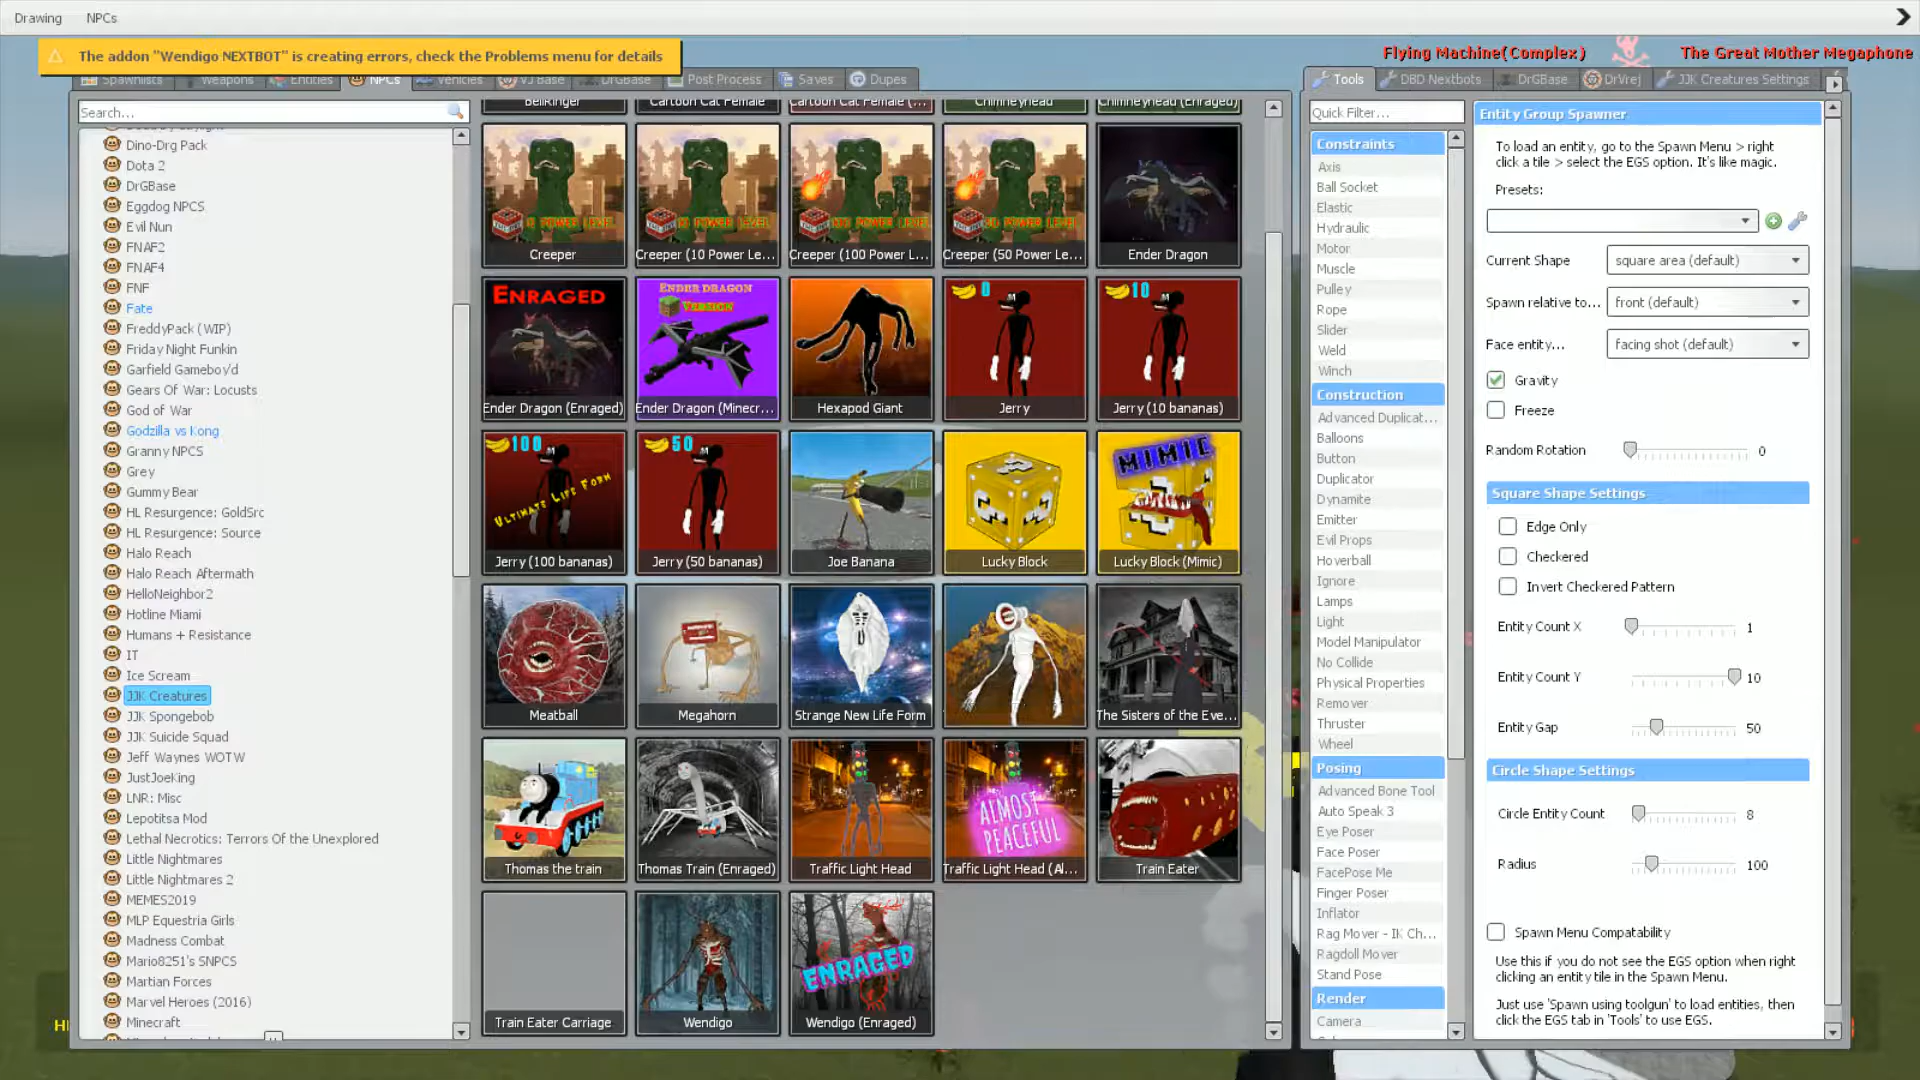 Drawing NPCs
The addon "Wendigo NEXTBOT" is creating errors, check the Problems menu for details
Flying Machine(Complex) The Great Mother Megaphone
Spawnlists Weapons Entities NPCs Vehicles VJ Base DrGBase Post Process Saves Dupes
Tools DBD Nextbots DrGBase DrVrej JJK Creatures Settings
Search...
Dino-Drg Pack
Dota 2
DrGBase
Eggdog NPCS
Evil Nun
FNAF2
FNAF4
FNF
Fate
FreddyPack (WIP)
Friday Night Funkin
Garfield Gameboy'd
Gears Of War: Locusts
God of War
Godzilla vs Kong
Granny NPCS
Grey
Gummy Bear
HL Resurgence: GoldSrc
HL Resurgence: Source
Halo Reach
Halo Reach Aftermath
HelloNeighbor2
Hotline Miami
Humans + Resistance
IT
Ice Scream
JJK Creatures
JJK Spongebob
JJK Suicide Squad
Jeff Waynes WOTW
JustJoeKing
LNR: Misc
Lepotitsa Mod
Lethal Necrotics: Terrors Of the Unexplored
Little Nightmares
Little Nightmares 2
MEMES2019
MLP Equestria Girls
Madness Combat
Mario8251's SNPCS
Martian Forces
Marvel Heroes (2016)
Minecraft
BellRinger Cartoon Cat Female Cartoon Cat Female (... Chimneyhead Chimneyhead (Enraged)
Creeper Creeper (10 Power Le... Creeper (100 Power L... Creeper (50 Power Le... Ender Dragon
ENRAGED
ENDER DRAGON
VERSION
0
10
Ender Dragon (Enraged) Ender Dragon (Minecr... Hexapod Giant Jerry Jerry (10 bananas)
100
ULTIMATE LIFE FORM
50
MIMIC
Jerry (100 bananas) Jerry (50 bananas) Joe Banana Lucky Block Lucky Block (Mimic)
Meatball Megahorn Strange New Life Form The Sisters of the Eve...
ALMOST
PEACEFUL
Thomas the train Thomas Train (Enraged) Traffic Light Head Traffic Light Head (Al... Train Eater
ENRAGED
Train Eater Carriage Wendigo Wendigo (Enraged)
Quick Filter...
Constraints
Axis
Ball Socket
Elastic
Hydraulic
Motor
Muscle
Pulley
Rope
Slider
Weld
Winch
Construction
Advanced Duplicat...
Balloons
Button
Duplicator
Dynamite
Emitter
Evil Props
Hoverball
Ignore
Lamps
Light
Model Manipulator
No Collide
Physical Properties
Remover
Thruster
Wheel
Posing
Advanced Bone Tool
Auto Speak 3
Eye Poser
Face Poser
FacePose Me
Finger Poser
Inflator
Rag Mover - IK Ch...
Ragdoll Mover
Stand Pose
Render
Camera
Entity Group Spawner
To load an entity, go to the Spawn Menu > right
click a tile > select the EGS option. It's like magic.
Presets:
Current Shape square area (default)
Spawn relative to... front (default)
Face entity... facing shot (default)
Gravity
Freeze
Random Rotation 0
Square Shape Settings
Edge Only
Checkered
Invert Checkered Pattern
Entity Count X 1
Entity Count Y 10
Entity Gap 50
Circle Shape Settings
Circle Entity Count 8
Radius 100
Spawn Menu Compatability
Use this if you do not see the EGS option when right
clicking an entity tile in the Spawn Menu.
Just use 'Spawn using toolgun' to load entities, then
click the EGS tab in 'Tools' to use EGS.